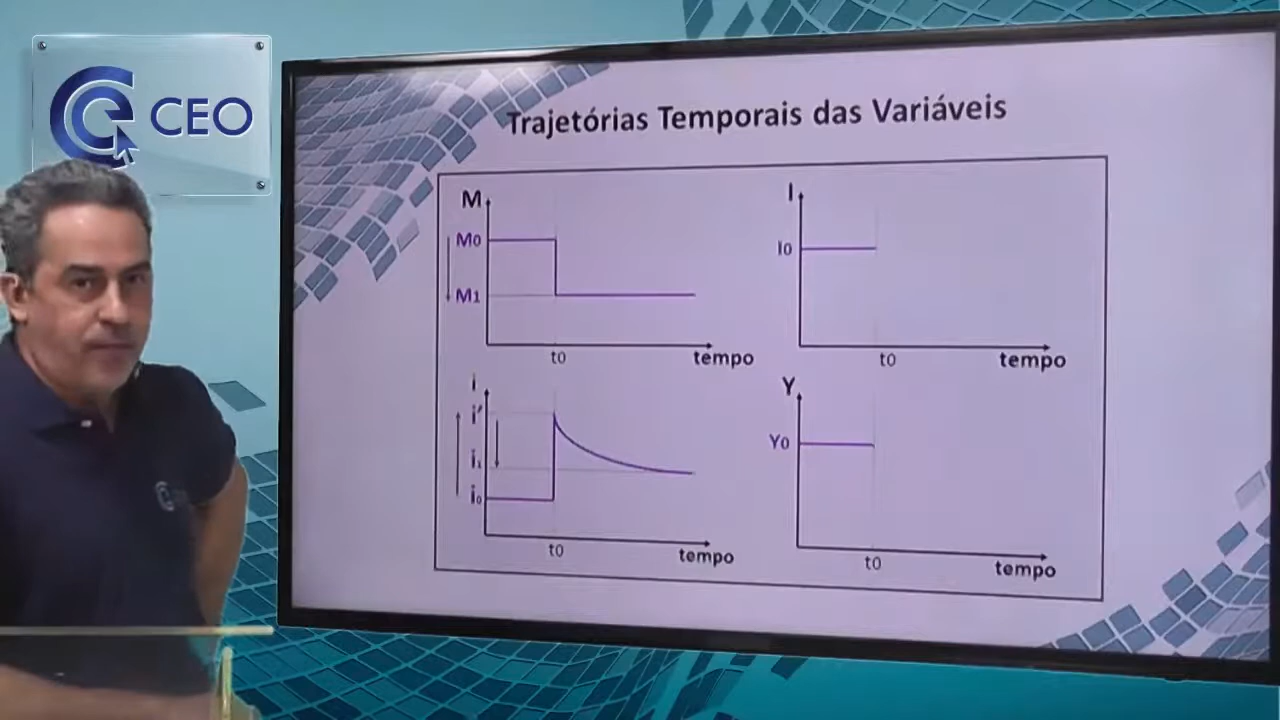 CEO
Trajetórias Temporais das Variáveis
M
M0
M1
t0
tempo
I
I0
t0
tempo
i
i'
i₁
i₀
t0
tempo
Y
Y0
t0
tempo